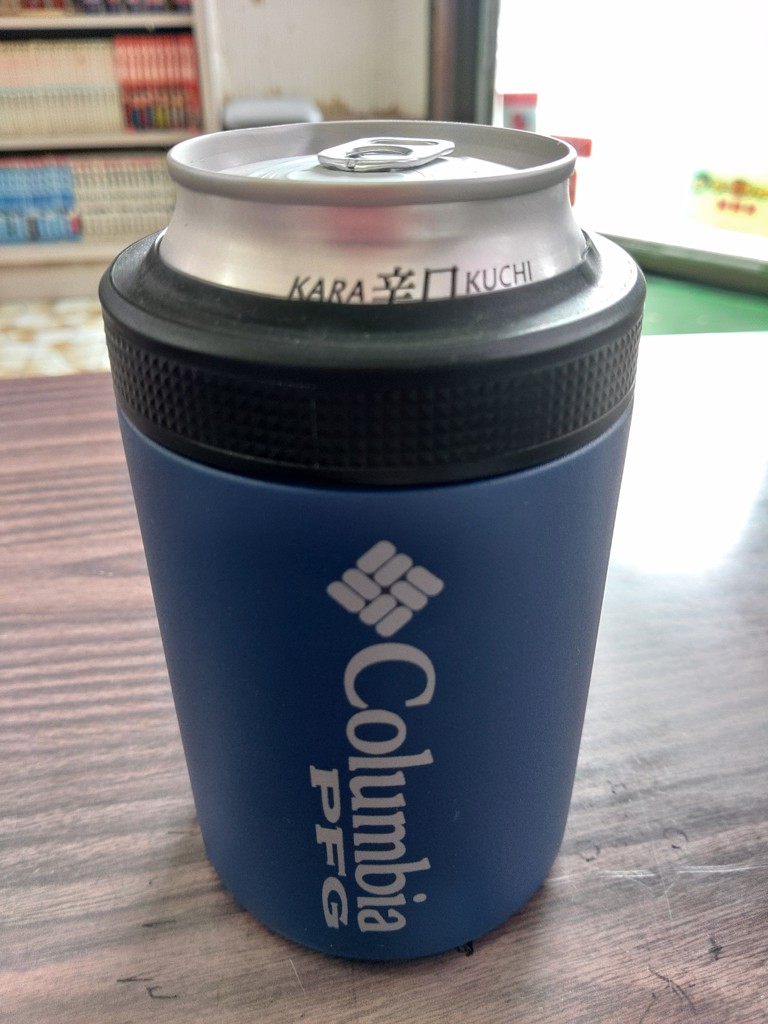 KARA 辛口 KUCHI
Columbia
PFG